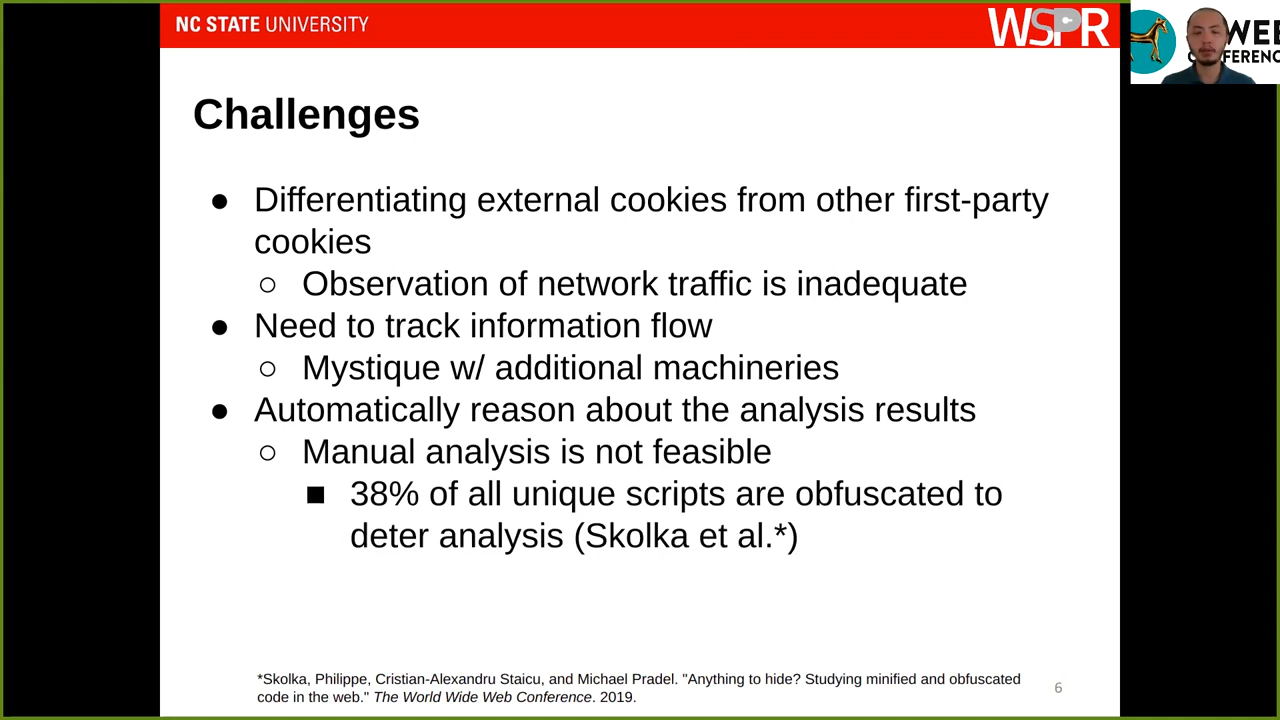 NC STATE UNIVERSITY
WSPR
WEB
CONFERENC
Challenges
● Differentiating external cookies from other first-party
cookies
○ Observation of network traffic is inadequate
● Need to track information flow
○ Mystique w/ additional machineries
● Automatically reason about the analysis results
○ Manual analysis is not feasible
■ 38% of all unique scripts are obfuscated to
deter analysis (Skolka et al.*)
*Skolka, Philippe, Cristian-Alexandru Staicu, and Michael Pradel. "Anything to hide? Studying minified and obfuscated
code in the web." The World Wide Web Conference. 2019.
6